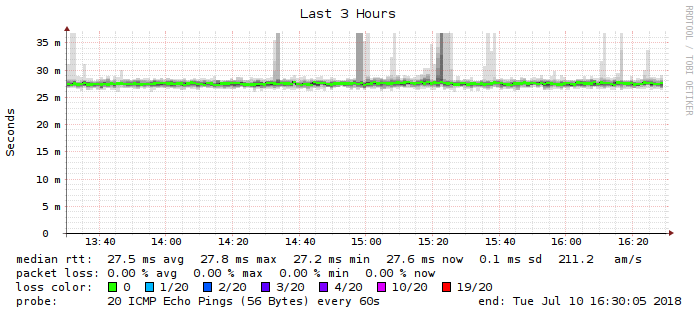 Last 3 Hours
RRDTOOL / TOBI OETIKER
Seconds
35 m
30 m
25 m
20 m
15 m
10 m
5 m
0
13:40 14:00 14:20 14:40 15:00 15:20 15:40 16:00 16:20
median rtt: 27.5 ms avg 27.8 ms max 27.2 ms min 27.6 ms now 0.1 ms sd 211.2 am/s
packet loss: 0.00 % avg 0.00 % max 0.00 % min 0.00 % now
loss color: 0 1/20 2/20 3/20 4/20 10/20 19/20
probe: 20 ICMP Echo Pings (56 Bytes) every 60s end: Tue Jul 10 16:30:05 2018